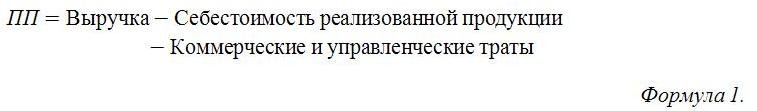 ПП = Выручка − Себестоимость реализованной продукции
− Коммерческие и управленческие траты
Формула 1.